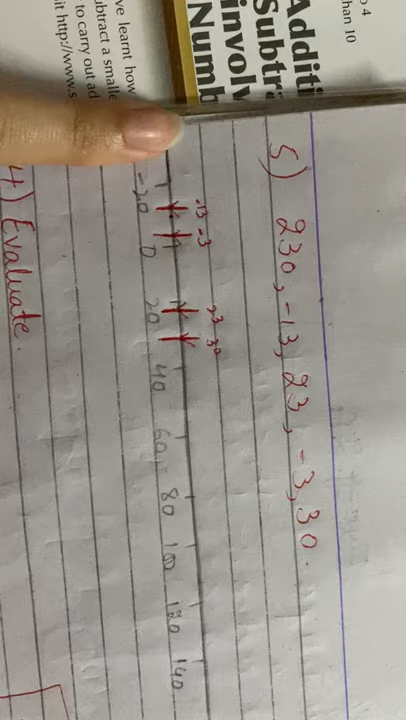 5) 230, -13, 23, -3, 30.
-13 -3 23 30
-20 0 20 40 60 80 100 120 140
4) Evaluate.
Additi
Subtr
involv
Numb
o 4
han 10
ve learnt how
ubtract a smalle
to carry out ad
it http://www.s